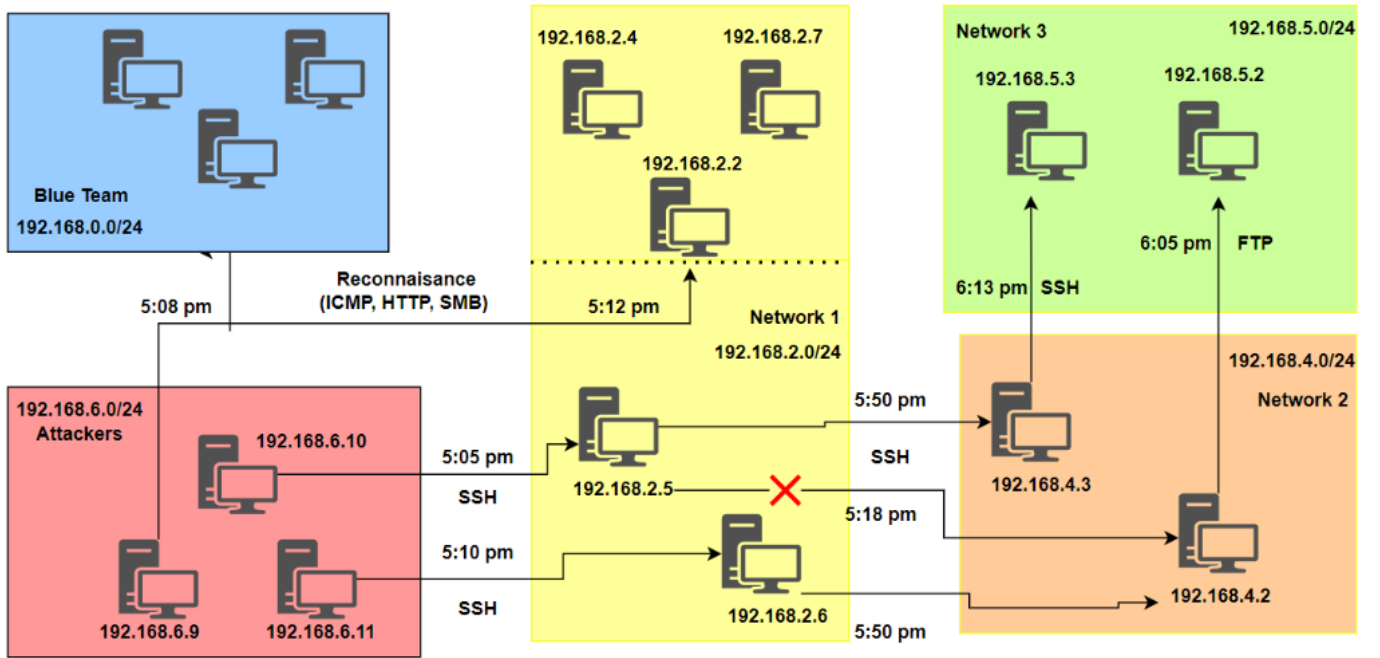 192.168.2.4
192.168.2.7
192.168.2.2
Network 3
192.168.5.0/24
192.168.5.3
192.168.5.2
Blue Team
192.168.0.0/24
Reconnaisance
(ICMP, HTTP, SMB)
5:08 pm
5:12 pm
Network 1
192.168.2.0/24
6:05 pm
FTP
6:13 pm
SSH
192.168.4.0/24
Network 2
192.168.6.0/24
Attackers
192.168.6.10
5:05 pm
SSH
192.168.2.5
5:50 pm
SSH
192.168.4.3
5:18 pm
5:10 pm
SSH
192.168.6.9
192.168.6.11
192.168.2.6
192.168.4.2
5:50 pm